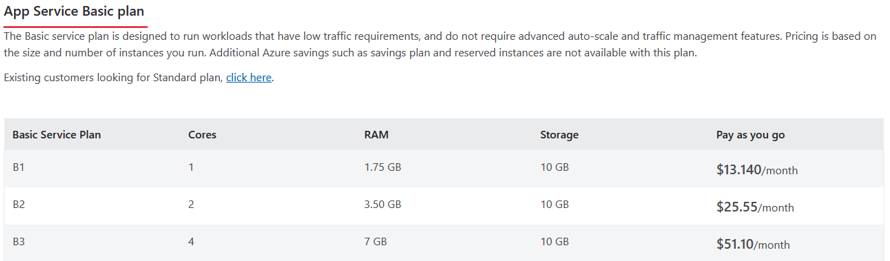 App Service Basic plan
The Basic service plan is designed to run workloads that have low traffic requirements, and do not require advanced auto-scale and traffic management features. Pricing is based on
the size and number of instances you run. Additional Azure savings such as savings plan and reserved instances are not available with this plan.
Existing customers looking for Standard plan, click here.
Basic Service Plan Cores RAM Storage Pay as you go
B1 1 1.75 GB 10 GB $13.140/month
B2 2 3.50 GB 10 GB $25.55/month
B3 4 7 GB 10 GB $51.10/month